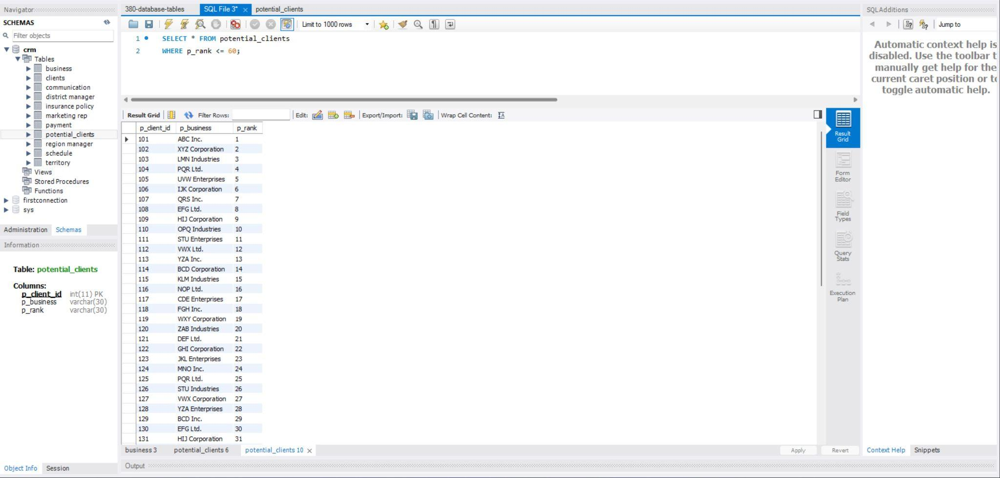 Navigator
SCHEMAS
Filter objects
crm
Tables
business
clients
communication
district manager
insurance policy
marketing rep
payment
potential_clients
region manager
schedule
territory
Views
Stored Procedures
Functions
firstconnection
sys
Administration Schemas
Information
Table: potential_clients
Columns:
p_client_id int(11) PK
p_business varchar(30)
p_rank varchar(30)
Object Info Session
380-database-tables SQL File 3* potential_clients
Limit to 1000 rows
1 SELECT * FROM potential_clients
2 WHERE p_rank <= 60;
Result Grid Filter Rows: Edit: Export/Import: Wrap Cell Content:
p_client_id p_business p_rank
101 ABC Inc. 1
102 XYZ Corporation 2
103 LMN Industries 3
104 PQR Ltd. 4
105 UVW Enterprises 5
106 IJK Corporation 6
107 QRS Inc. 7
108 EFG Ltd. 8
109 HIJ Corporation 9
110 OPQ Industries 10
111 STU Enterprises 11
112 VWX Ltd. 12
113 YZA Inc. 13
114 BCD Corporation 14
115 KLM Industries 15
116 NOP Ltd. 16
117 CDE Enterprises 17
118 FGH Inc. 18
119 WXY Corporation 19
120 ZAB Industries 20
121 DEF Ltd. 21
122 GHI Corporation 22
123 JKL Enterprises 23
124 MNO Inc. 24
125 PQR Ltd. 25
126 STU Industries 26
127 VWX Corporation 27
128 YZA Enterprises 28
129 BCD Inc. 29
130 EFG Ltd. 30
131 HIJ Corporation 31
business 3 potential_clients 6 potential_clients 10
Apply Revert
Output
Result
Grid
Form
Editor
Field
Types
Query
Stats
Execution
Plan
SQLAdditions
Jump to
Automatic context help is
disabled. Use the toolbar t
manually get help for the
current caret position or to
toggle automatic help.
Context Help Snippets